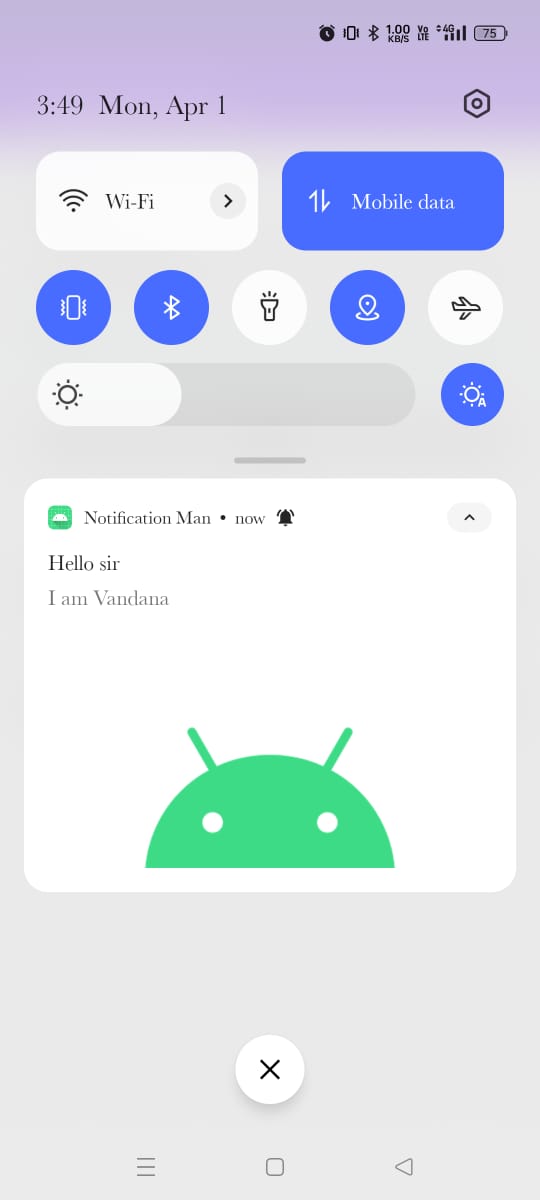 1.00 KB/S Vo LTE 4G 75
3:49 Mon, Apr 1
Wi-Fi
Mobile data
A
Notification Man • now
Hello sir
I am Vandana